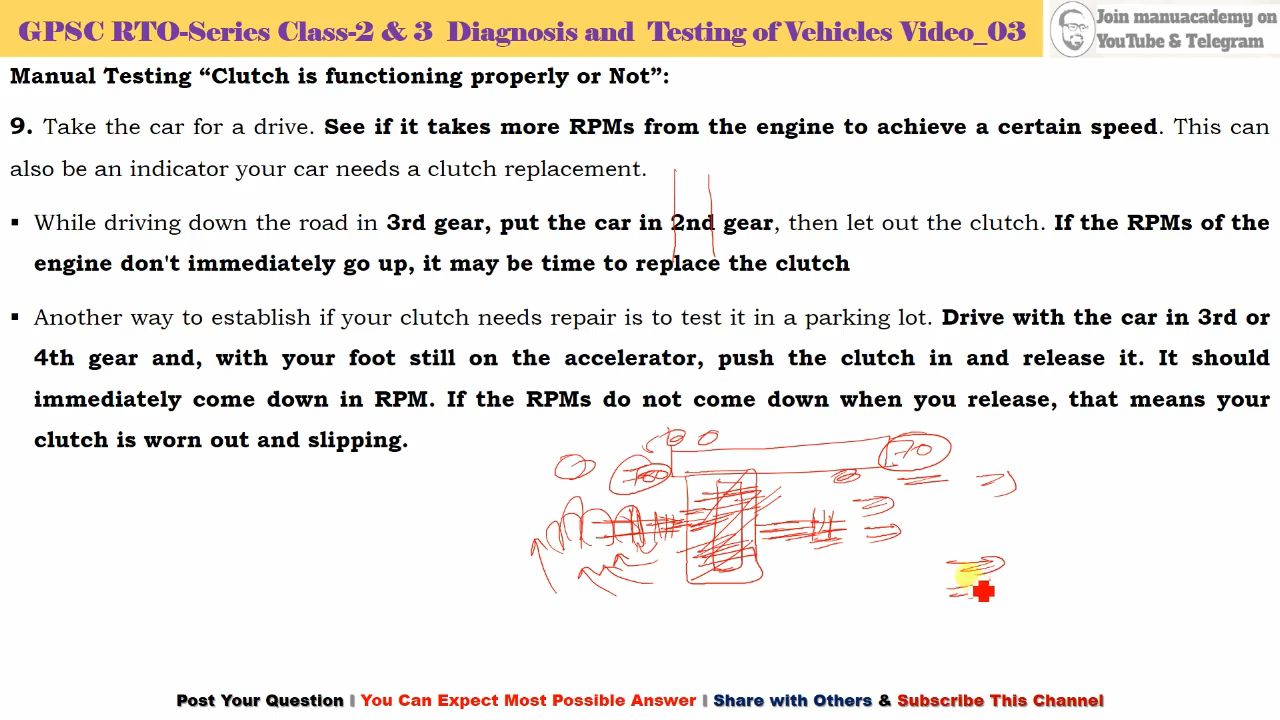 GPSC RTO-Series Class-2 & 3 Diagnosis and Testing of Vehicles Video_03
Join manuacademy on
YouTube & Telegram
Manual Testing “Clutch is functioning properly or Not”:
9. Take the car for a drive. See if it takes more RPMs from the engine to achieve a certain speed. This can
also be an indicator your car needs a clutch replacement.
▪ While driving down the road in 3rd gear, put the car in 2nd gear, then let out the clutch. If the RPMs of the
engine don't immediately go up, it may be time to replace the clutch
▪ Another way to establish if your clutch needs repair is to test it in a parking lot. Drive with the car in 3rd or
4th gear and, with your foot still on the accelerator, push the clutch in and release it. It should
immediately come down in RPM. If the RPMs do not come down when you release, that means your
clutch is worn out and slipping.
70
Post Your Question | You Can Expect Most Possible Answer | Share with Others & Subscribe This Channel